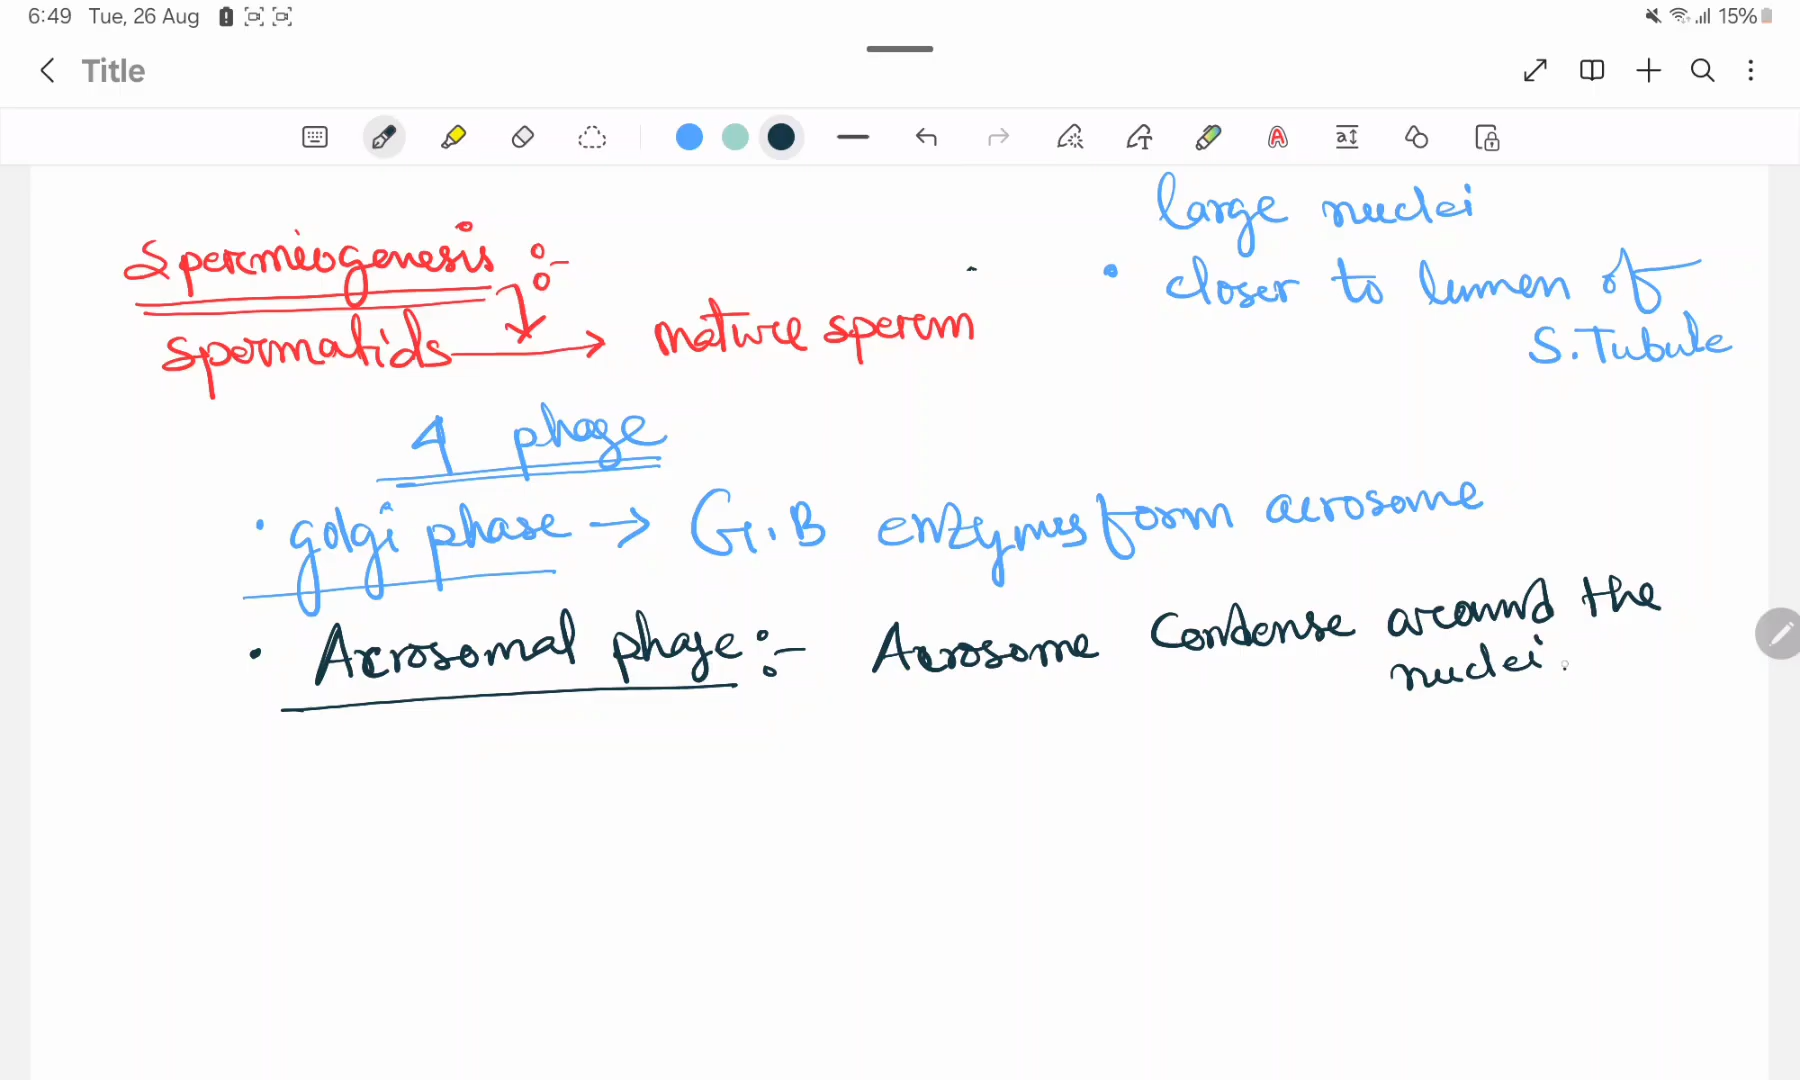 6:49 Tue, 26 Aug
15%
Title
large nuclei
• closer to lumen of
S. Tubule
Spermiogenesis :-
Spermatids → mature sperm
4 phase
• golgi phase → G.B enzymes form acrosome
• Acrosomal phase :- Acrosome Condense around the
nuclei.